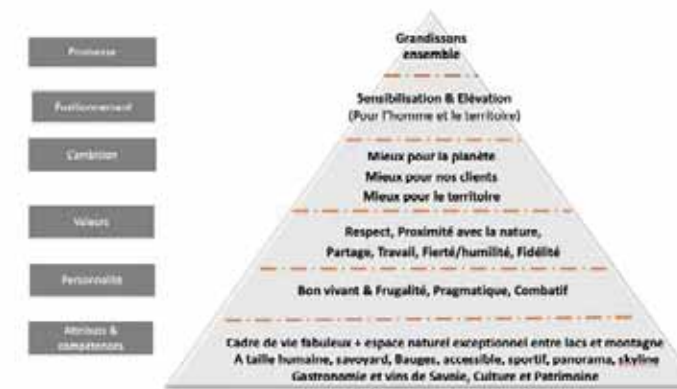 Promesse
Grandissons
ensemble
Positionnement
Sensibilisation & Elévation
(Pour l'homme et le territoire)
L'ambition
Mieux pour la planète
Mieux pour nos clients
Mieux pour le territoire
Valeurs
Respect, Proximité avec la nature,
Partage, Travail, Fierté/humilité, Fidélité
Personnalité
Bon vivant & Frugalité, Pragmatique, Combatif
Attributs &
compétences
Cadre de vie fabuleux + espace naturel exceptionnel entre lacs et montagne
A taille humaine, savoyard, Bauges, accessible, sportif, panorama, skyline
Gastronomie et vins de Savoie, Culture et Patrimoine